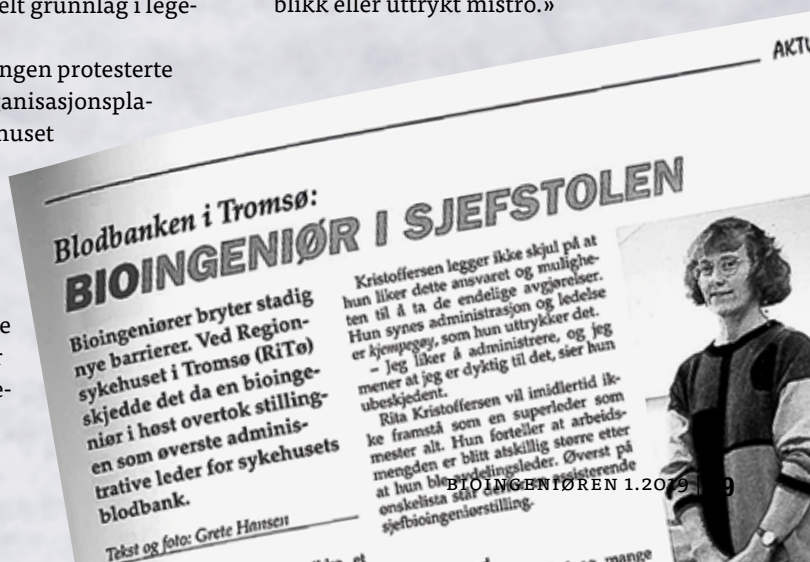 elt grunnlag i lege-
ngen protesterte
ganisasjonspla-
huset
e
r
e-
blikk eller uttrykt mistro.»
AKTU
Blodbanken i Tromsø:
BIOINGENIØR I SJEFSTOLEN
Bioingeniører bryter stadig
nye barrierer. Ved Region-
sykehuset i Tromsø (RiTø)
skjedde det da en bioinge-
niør i høst overtok stilling-
en som øverste adminis-
trative leder for sykehusets
blodbank.
Tekst og foto: Grete Hansen
Kristoffersen legger ikke skjul på at
hun liker dette ansvaret og mulighe-
ten til å ta de endelige avgjørelser.
Hun synes administrasjon og ledelse
er kjempegøy, som hun uttrykker det.
– Jeg liker å administrere, og jeg
mener at jeg er dyktig til det, sier hun
ubeskjedent.
Rita Kristoffersen vil imidlertid ik-
ke framstå som en superleder som
mester alt. Hun forteller at arbeids-
mengden er blitt atskillig større etter
at hun ble avdelingsleder. Øverst på
ønskelista står derfor en assisterende
sjefbioingeniørstilling.
et
mange
BIOINGENIØREN 1.2019 | 9